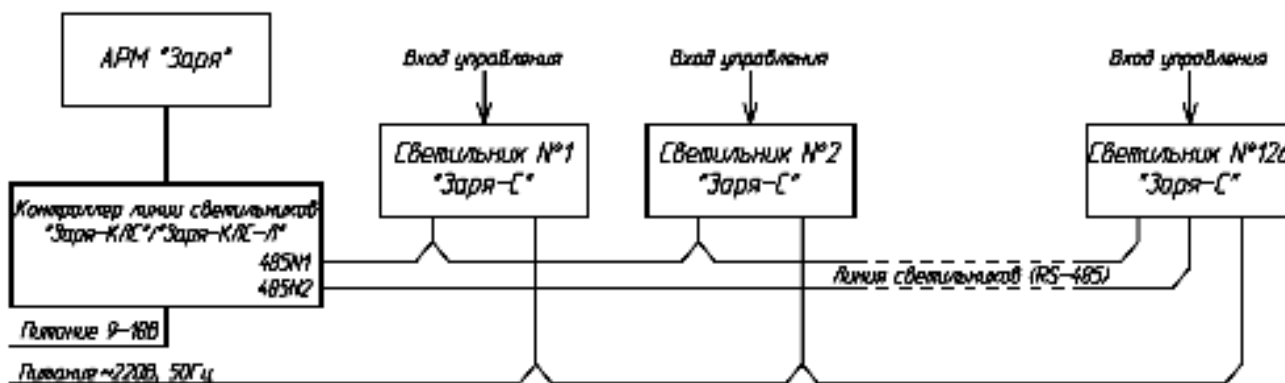 АРМ "Заря"
Вход управления
Вход управления
Вход управления
Светильник №1
"Заря-С"
Светильник №2
"Заря-С"
Светильник
"Заря-С"
Контроллер линии светильников
"Заря-КЛС"/"Заря-КЛС-Л"
485N1
485N2
Линия светильников (RS-485)
Питание 9-18В
Питание ~220В, 50Гц